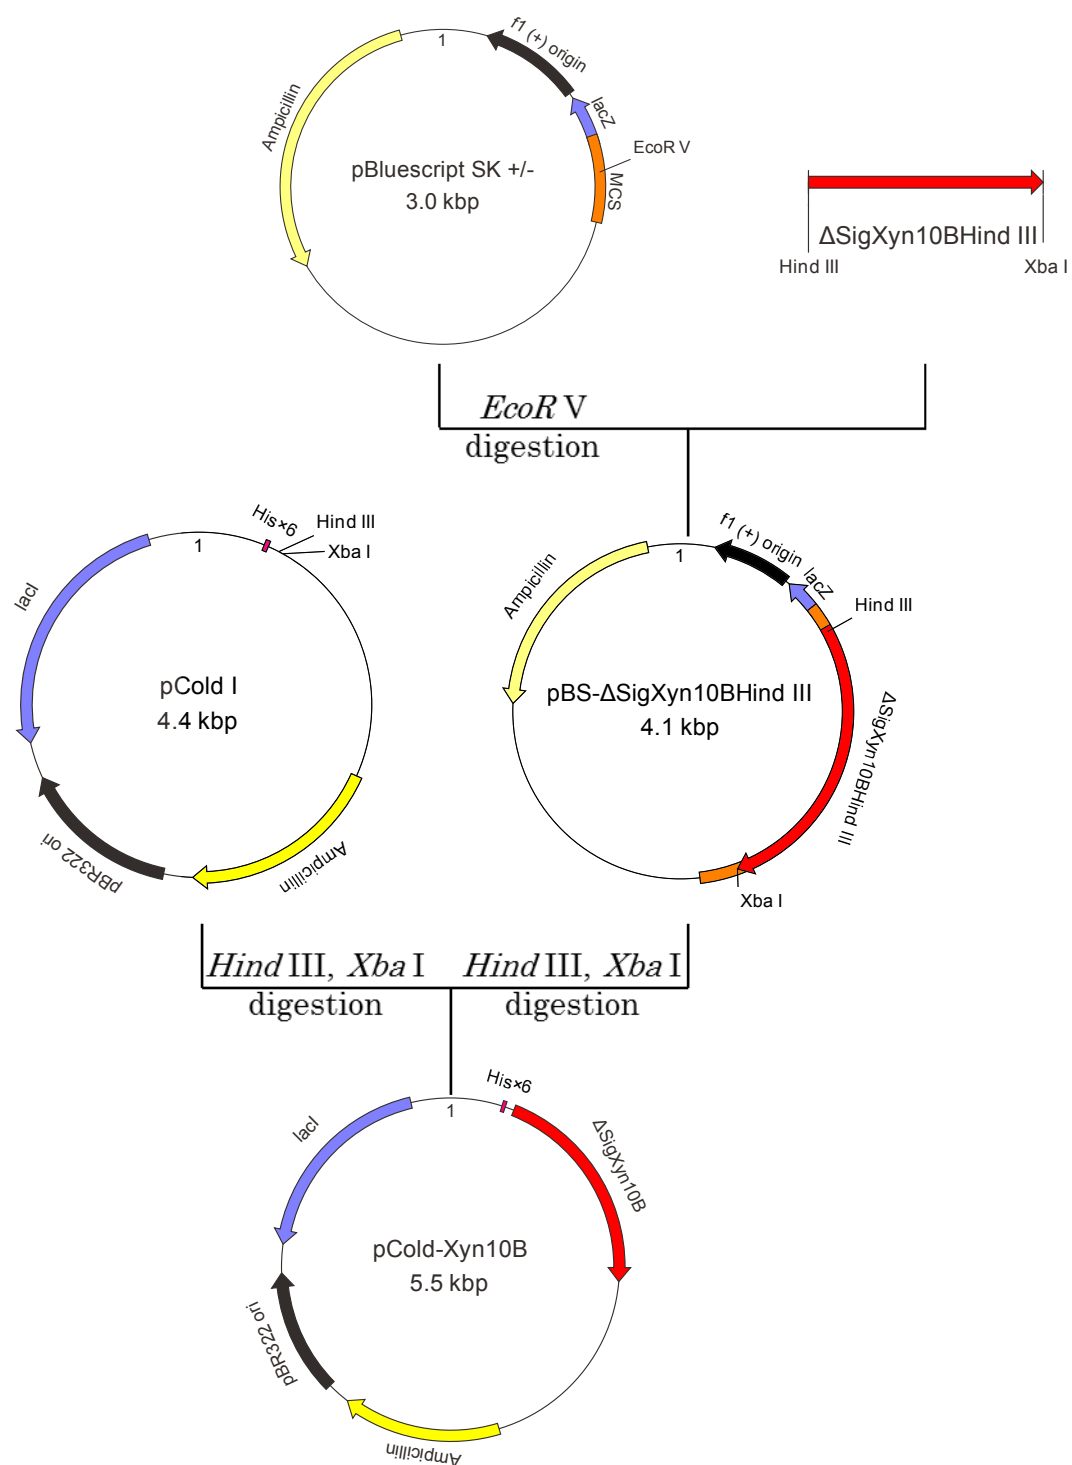 f1 (+) origin
1
lacZ
Ampicillin
EcoR V
pBluescript SK +/-
MCS
3.0 kbp
ΔSigXyn10BHind III
Hind III
Xba I
EcoR V
digestion
His×6
Hind III
1
Xba I
lacI
pCold I
4.4 kbp
pBR322 ori
Ampicillin
f1 (+) origin
1
lacZ
Ampicillin
Hind III
pBS-ΔSigXyn10BHind III
4.1 kbp
ΔSigXyn10BHind III
Xba I
Hind III, Xba I
digestion
Hind III, Xba I
digestion
His×6
1
lacI
ΔSigXyn10B
pCold-Xyn10B
5.5 kbp
pBR322 ori
Ampicillin